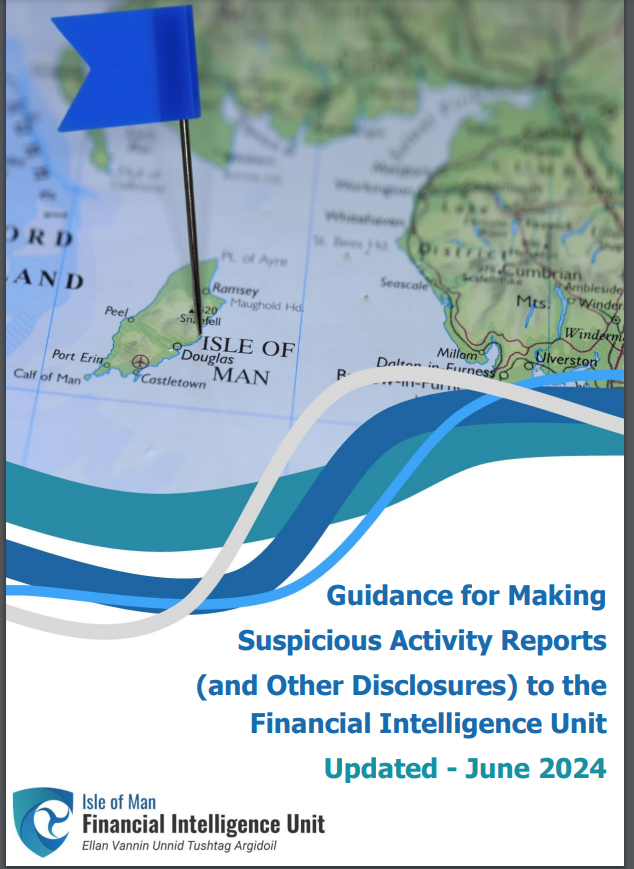 ORD
AND
Pt. of Ayre
Ramsey
Maughold Hd.
Peel
Snaefell
ISLE OF
MAN
Douglas
Port Erin
Calf of Man
Castletown
Workington
Whitehaven
St. Bees Hd.
Seascale
Lake
District
Cumbrian
Mts.
Ambleside
Millom
Ulverston
Dalton-in-Furness
Guidance for Making
Suspicious Activity Reports
(and Other Disclosures) to the
Financial Intelligence Unit
Updated - June 2024
Isle of Man
Financial Intelligence Unit
Ellan Vannin Unnid Tushtag Argidoil